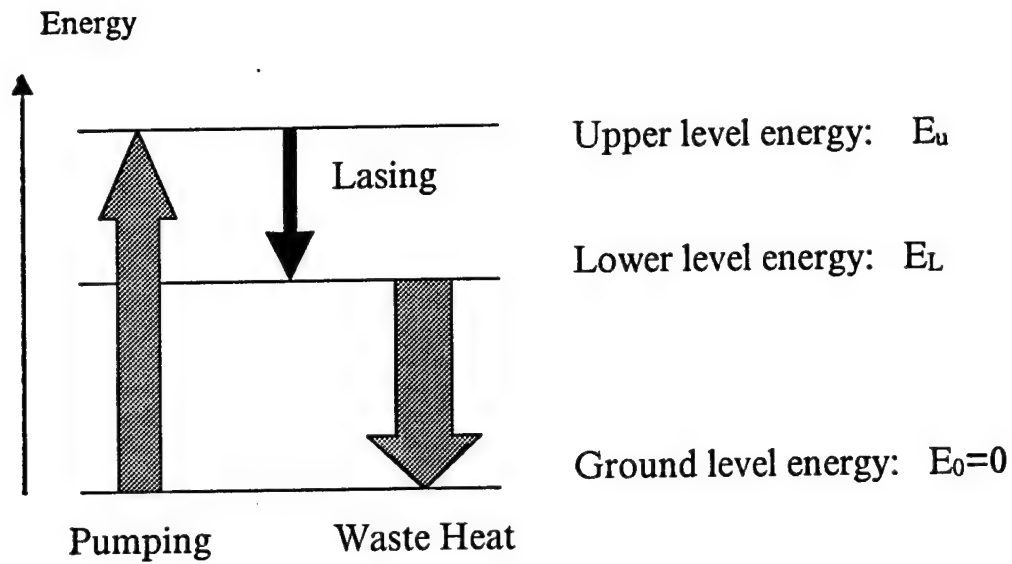 Energy
Upper level energy: Eu
Lasing
Lower level energy: EL
Ground level energy: E0=0
Pumping
Waste Heat